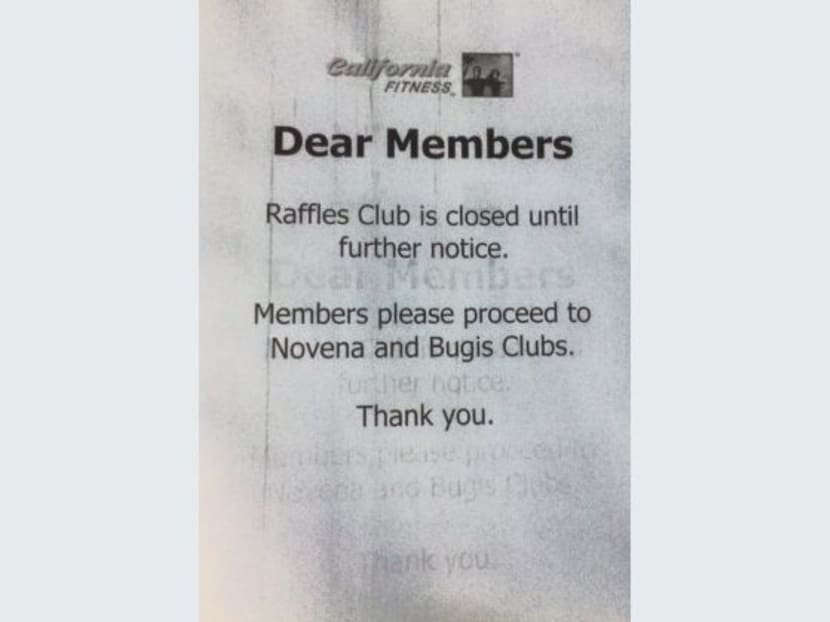 California
FITNESS
Dear Members
Raffles Club is closed until
further notice.
Members please proceed to
Novena and Bugis Clubs.
Thank you.